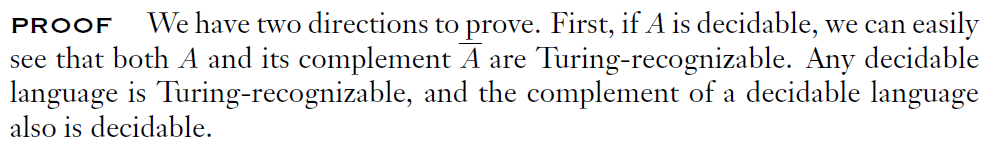 PROOF We have two directions to prove. First, if A is decidable, we can easily
see that both A and its complement A̅ are Turing-recognizable. Any decidable
language is Turing-recognizable, and the complement of a decidable language
also is decidable.